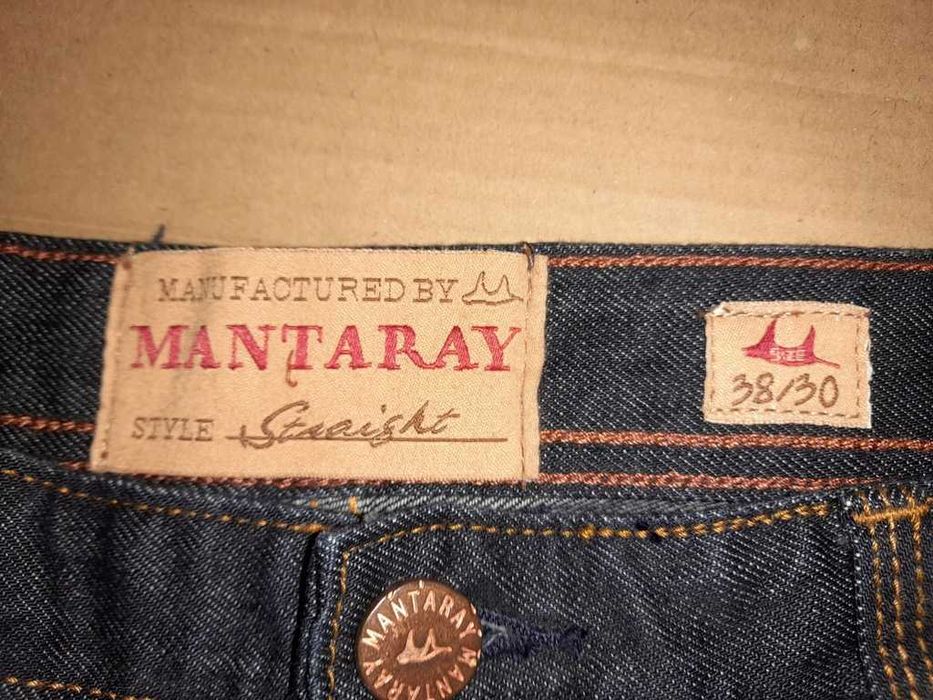 MANUFACTURED BY
MANTARAY
STYLE Straight
SIZE
38/30
MANTARAY
MANTARAY